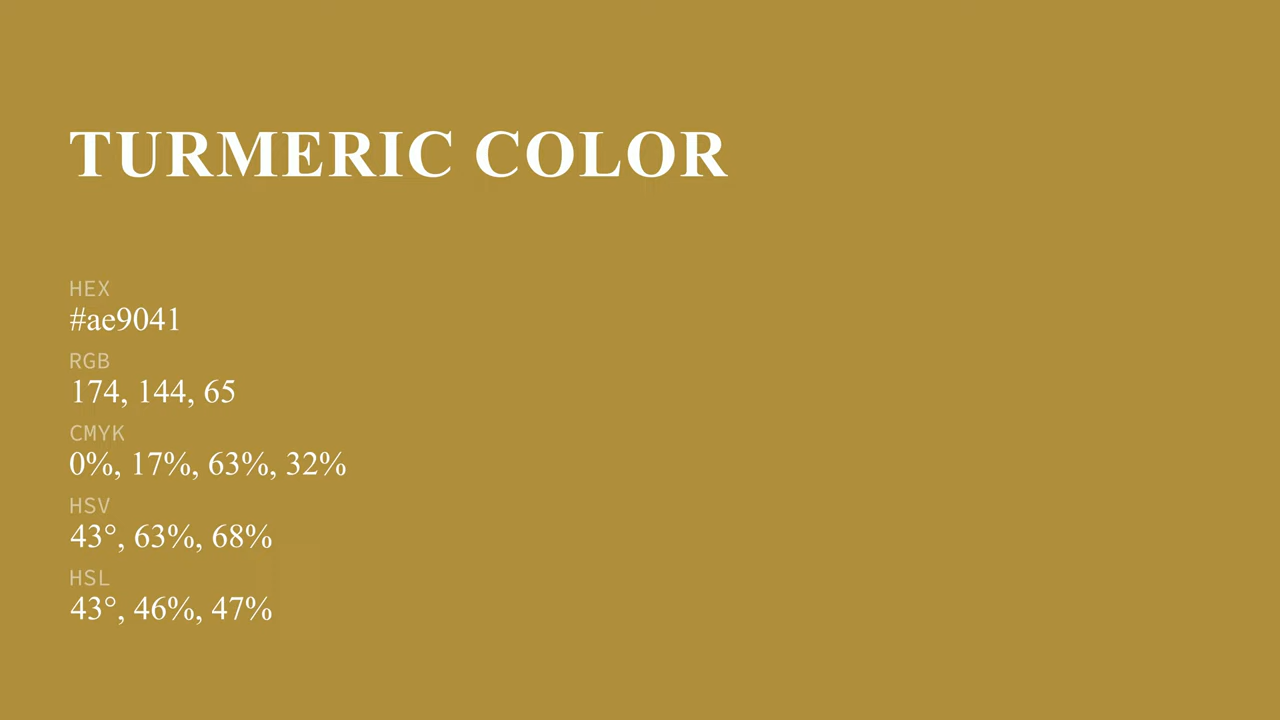 TURMERIC COLOR
HEX
#ae9041
RGB
174, 144, 65
CMYK
0%, 17%, 63%, 32%
HSV
43°, 63%, 68%
HSL
43°, 46%, 47%